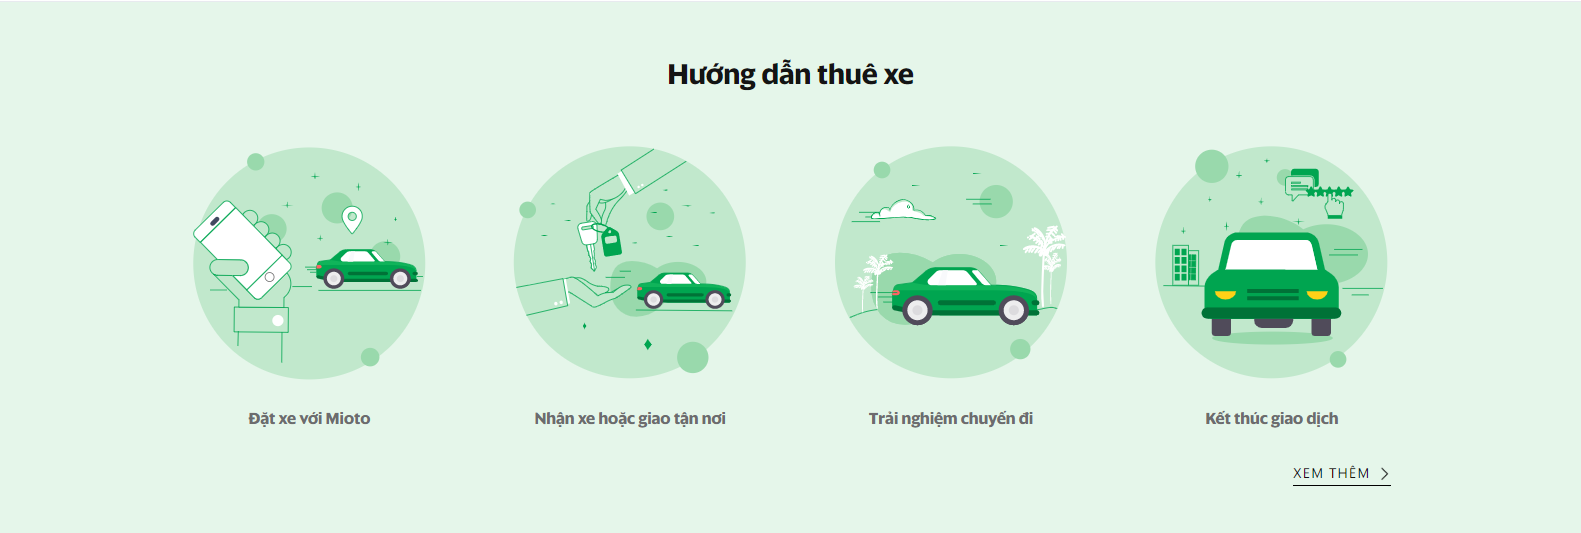 Hướng dẫn thuê xe
Đặt xe với Mioto
Nhận xe hoặc giao tận nơi
Trải nghiệm chuyến đi
Kết thúc giao dịch
XEM THÊM